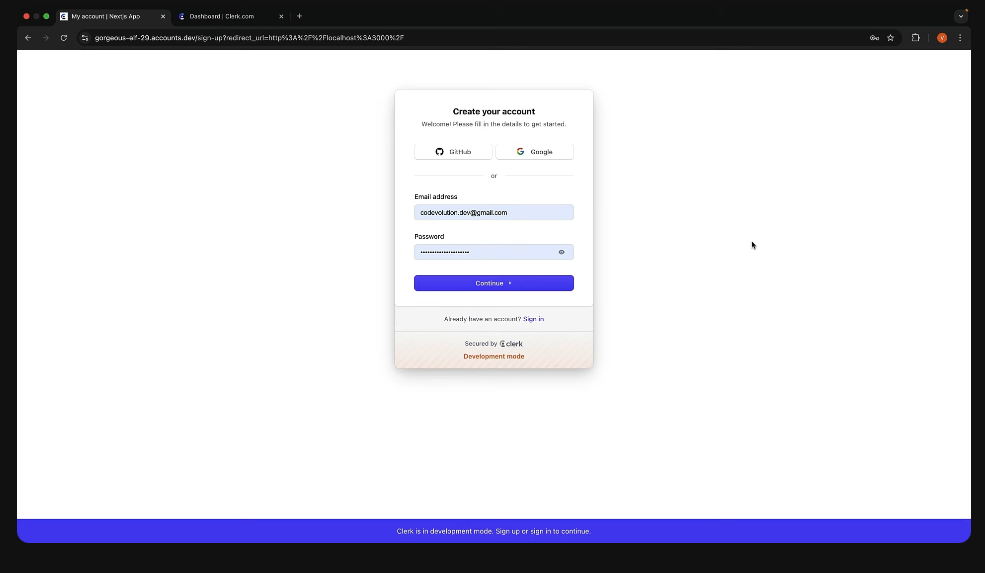 My account | Next.js App
Dashboard | Clerk.com
gorgeous-elf-29.accounts.dev/sign-up?redirect_url=http%3A%2F%2Flocalhost%3A3000%2F
V
Create your account
Welcome! Please fill in the details to get started.
GitHub
Google
or
Email address
codevolution.dev@gmail.com
Password
••••••••••••••••••••
Continue
Already have an account? Sign in
Secured by clerk
Development mode
Clerk is in development mode. Sign up or sign in to continue.